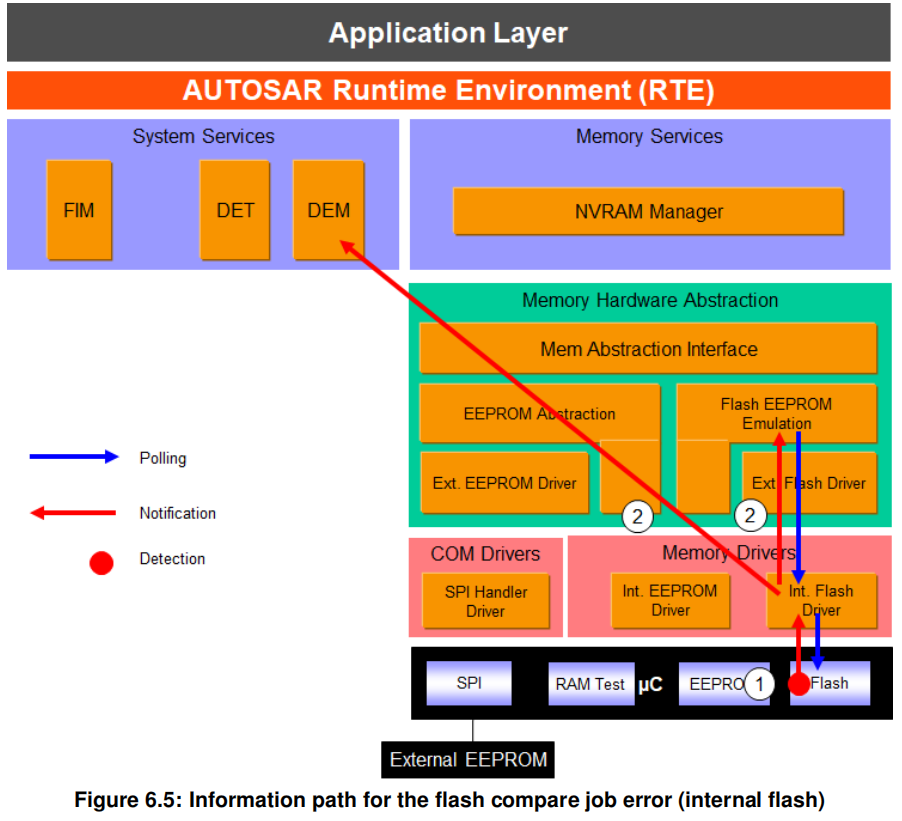 Application Layer
AUTOSAR Runtime Environment (RTE)
System Services
Memory Services
FIM
DET
DEM
NVRAM Manager
Memory Hardware Abstraction
Mem Abstraction Interface
EEPROM Abstraction
Flash EEPROM
Emulation
Ext. EEPROM Driver
Ext. Flash Driver
2
2
Polling
Notification
Detection
COM Drivers
Memory Drivers
SPI Handler
Driver
Int. EEPROM
Driver
Int. Flash
Driver
SPI
RAM Test
µC
EEPRO
1
Flash
External EEPROM
Figure 6.5: Information path for the flash compare job error (internal flash)